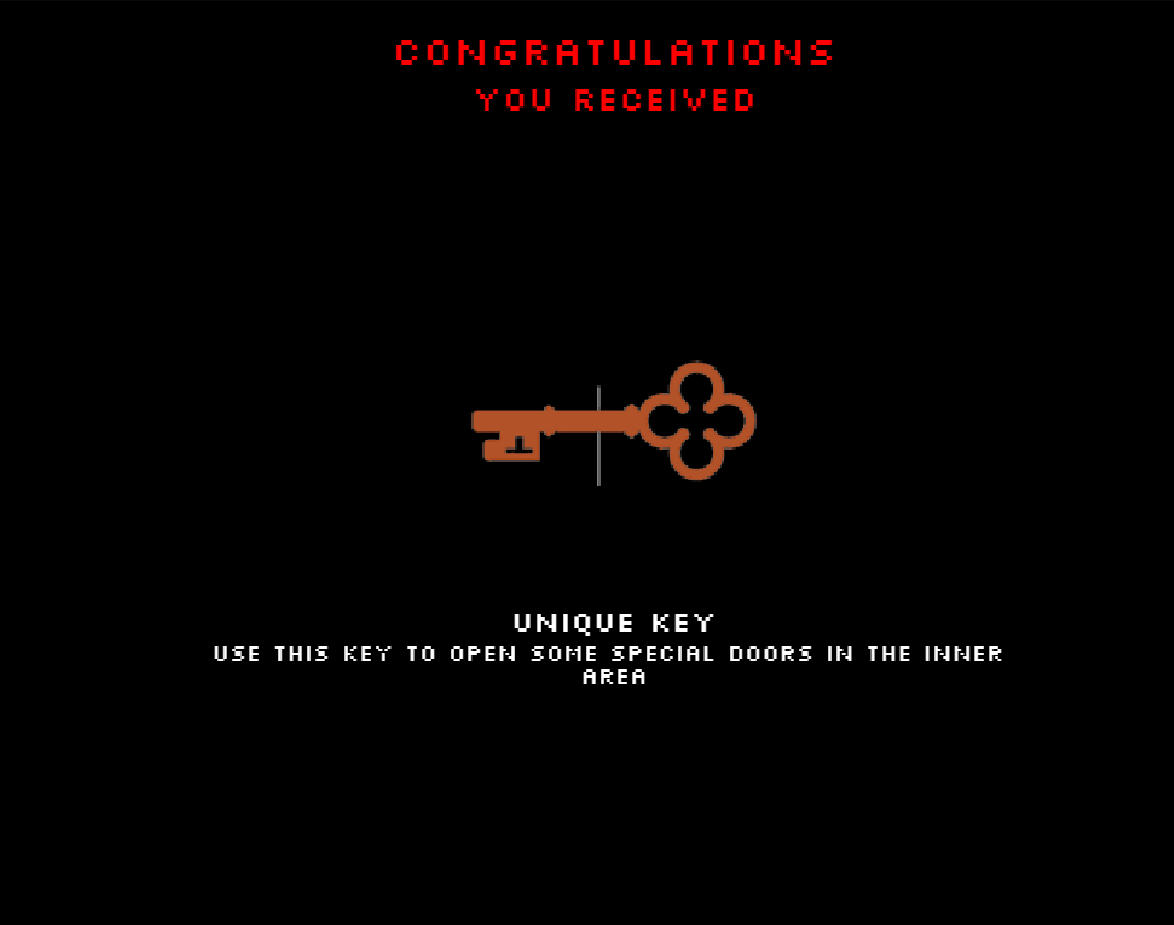 CONGRATULATIONS
YOU RECEIVED
UNIQUE KEY
USE THIS KEY TO OPEN SOME SPECIAL DOORS IN THE INNER
AREA